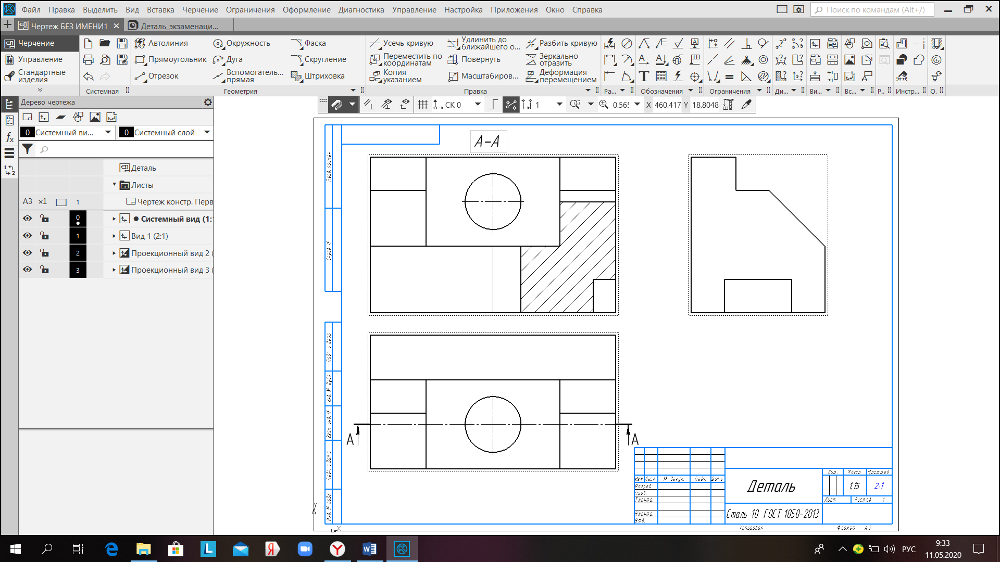 Файл Правка Выделить Вид Вставка Черчение Ограничения Оформление Диагностика Управление Настройка Приложения Окно Справка
Поиск по командам (Alt+/)
Чертеж БЕЗ ИМЕНИ1
Деталь_экзаменаци...
Черчение
Управление
Стандартные
изделия
Системная
Автолиния
Прямоугольник
Отрезок
Окружность
Дуга
Вспомогатель...
прямая
Фаска
Скругление
Штриховка
Геометрия
Усечь кривую
Переместить по
координатам
Копия
указанием
Удлинить до
ближайшего о...
Повернуть
Масштабиров...
Разбить кривую
Зеркально
отразить
Деформация
перемещением
Правка
Ра...
Обозначения
Ограничения
Ди...
Ви...
Вс...
Р...
Инстр...
О.
Дерево чертежа
0 Системный ви...
0 Системный слой
СК 0
1
0.565
X 460.417 Y 18.8048
Деталь
Листы
А3 ×1 1 Чертеж констр. Перв
0 Системный вид (1:1
1 Вид 1 (2:1)
2 Проекционный вид 2 (
3 Проекционный вид 3 (
А-А
А
А
Перв. примен.
Справ. №
Подп. и дата
Инв. № дубл.
Взам. инв. №
Подп. и дата
Инв. № подл.
Y
X
Изм. Лист № докум. Подп. Дата
Разраб.
Пров.
Т.контр.
Н.контр.
Утв.
Деталь
Лит. Масса Масштаб
1,15 2:1
Лист Листов 1
Сталь 10 ГОСТ 1050-2013
Копировал Формат А3
РУС
9:33
11.05.2020